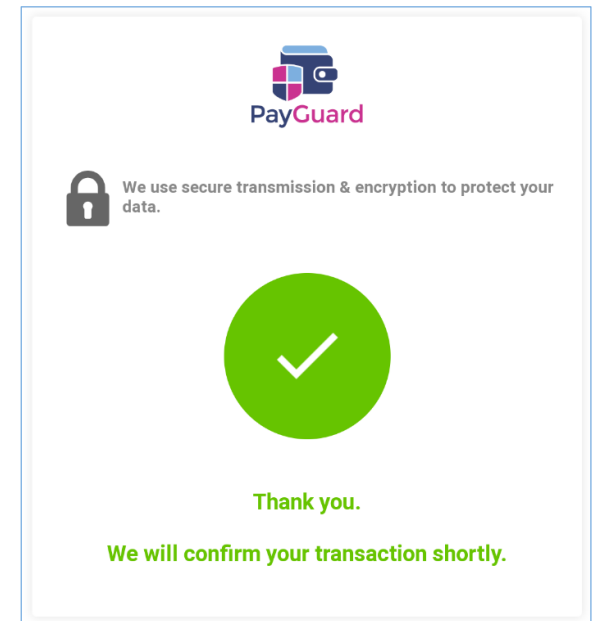 PayGuard
We use secure transmission & encryption to protect your
data.
Thank you.
We will confirm your transaction shortly.